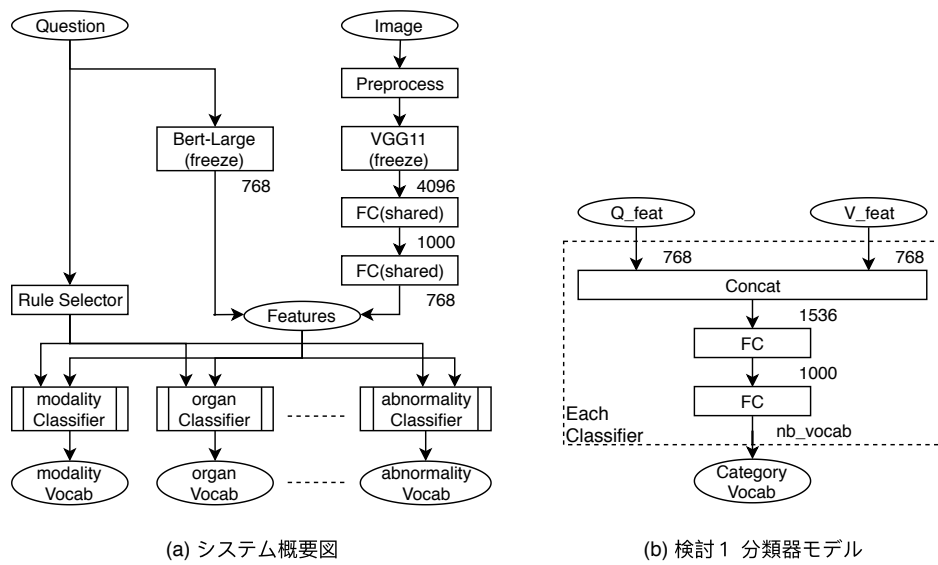 Question
Image
Preprocess
Bert-Large
(freeze)
768
VGG11
(freeze)
4096
FC(shared)
1000
FC(shared)
768
Rule Selector
Features
modality
Classifier
organ
Classifier
abnormality
Classifier
modality
Vocab
organ
Vocab
abnormality
Vocab
(a) システム概要図
Q_feat
V_feat
768
768
Concat
1536
FC
1000
FC
Each
Classifier
nb_vocab
Category
Vocab
(b) 検討1 分類器モデル